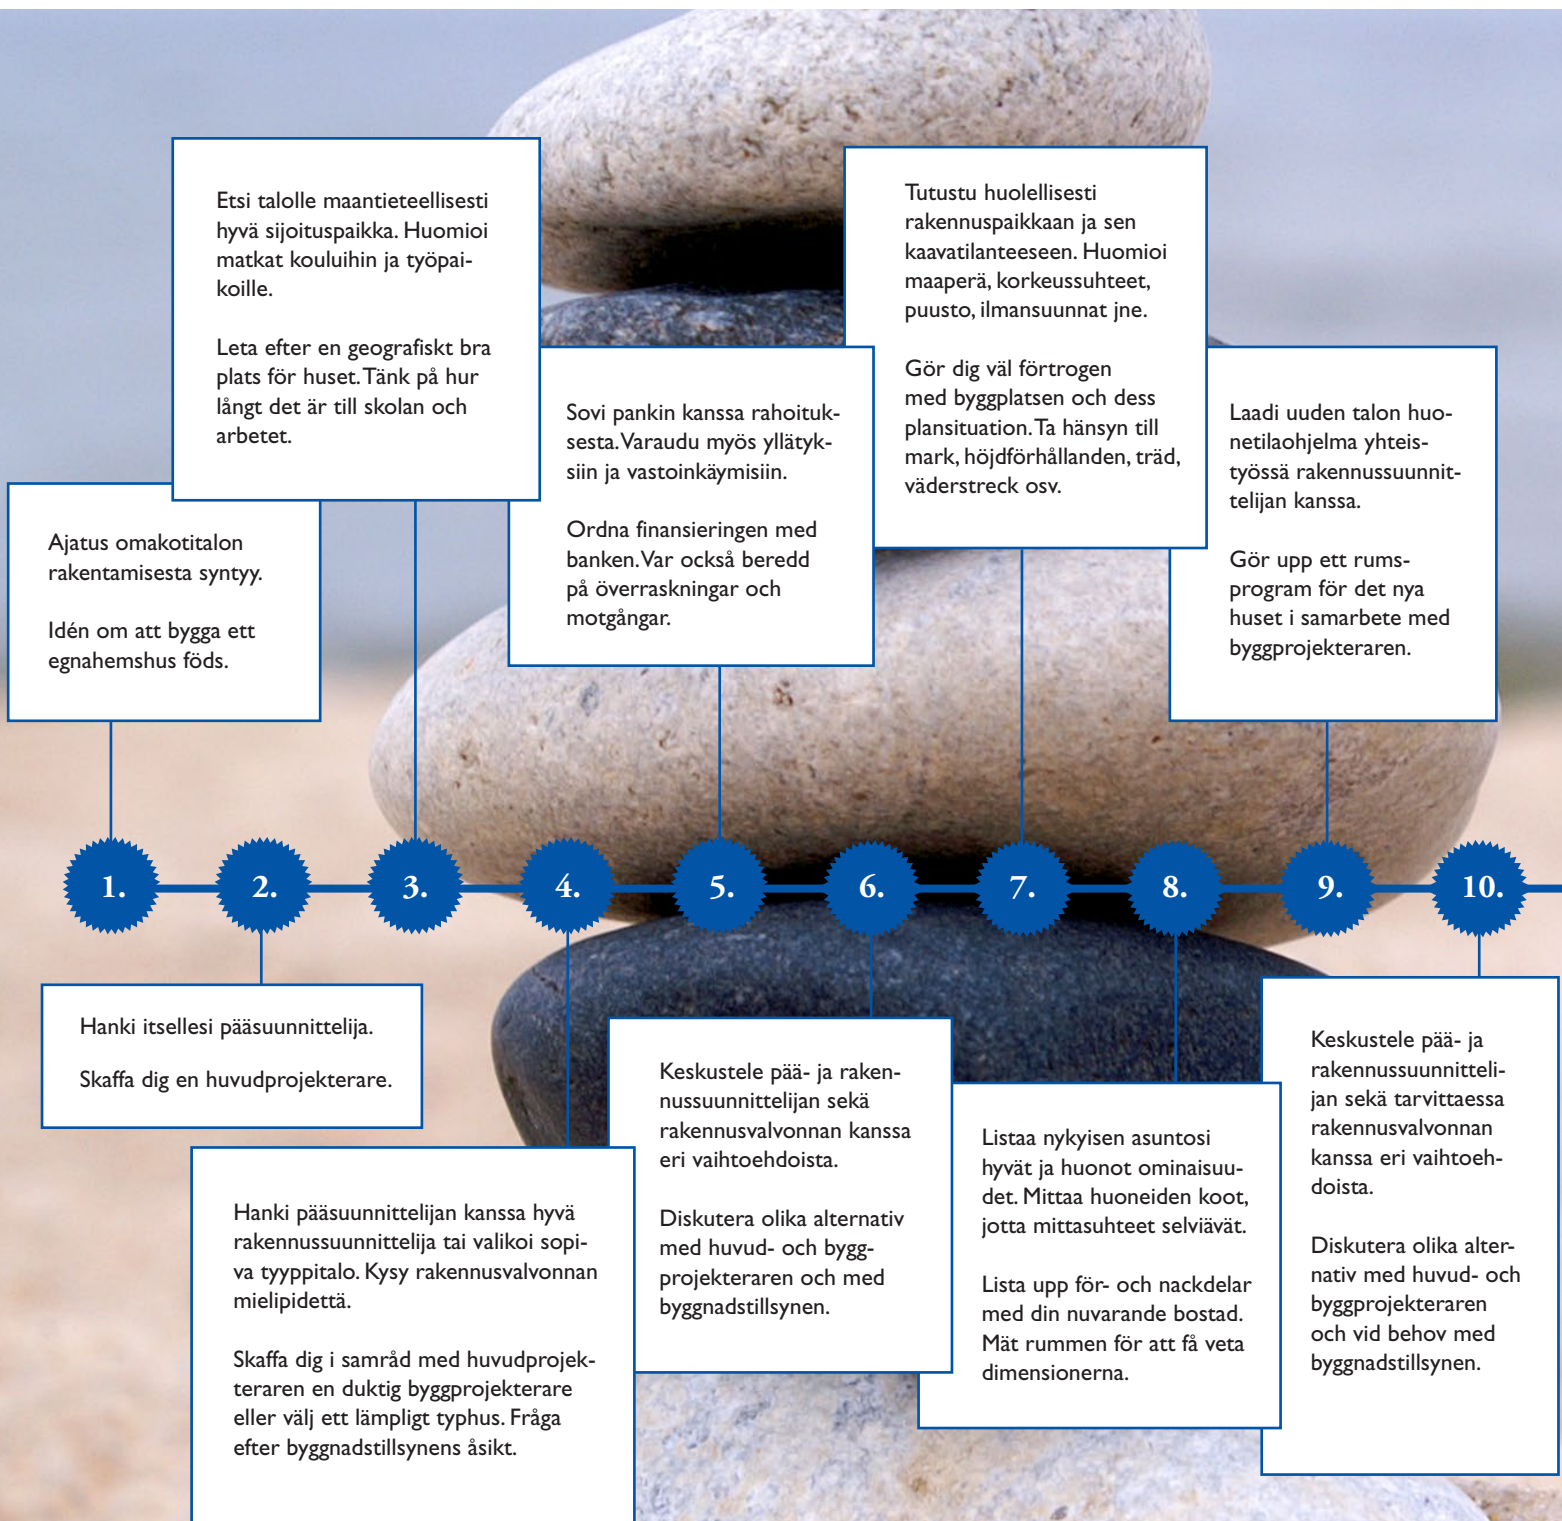 Etsi talolle maantieteellisesti
hyvä sijoituspaikka. Huomioi
matkat kouluihin ja työpai-
koille.
Leta efter en geografiskt bra
plats för huset. Tänk på hur
långt det är till skolan och
arbetet.
Tutustu huolellisesti
rakennuspaikkaan ja sen
kaavatilanteeseen. Huomioi
maaperä, korkeussuhteet,
puusto, ilmansuunnat jne.
Gör dig väl förtrogen
med byggplatsen och dess
plansituation. Ta hänsyn till
mark, höjdförhållanden, träd,
väderstreck osv.
Ajatus omakotitalon
rakentamisesta syntyy.
Idén om att bygga ett
egnahemshus föds.
Sovi pankin kanssa rahoituk-
sesta. Varaudu myös yllätyk-
siin ja vastoinkäymisiin.
Ordna finansieringen med
banken. Var också beredd
på överraskningar och
motgångar.
Laadi uuden talon huo-
netilaohjelma yhteis-
työssä rakennussuunnit-
telijan kanssa.
Gör upp ett rums-
program för det nya
huset i samarbete med
byggprojekteraren.
1.
2.
3.
4.
5.
6.
7.
8.
9.
10.
Hanki itsellesi pääsuunnittelija.
Skaffa dig en huvudprojekterare.
Hanki pääsuunnittelijan kanssa hyvä
rakennussuunnittelija tai valikoi sopi-
va tyyppitalo. Kysy rakennusvalvonnan
mielipidettä.
Skaffa dig i samråd med huvudprojek-
teraren en duktig byggprojekterare
eller välj ett lämpligt typhus. Fråga
efter byggnadstillsynens åsikt.
Keskustele pää- ja raken-
nussuunnittelijan sekä
rakennusvalvonnan kanssa
eri vaihtoehdoista.
Diskutera olika alternativ
med huvud- och bygg-
projekteraren och med
byggnadstillsynen.
Listaa nykyisen asuntosi
hyvät ja huonot ominaisuu-
det. Mittaa huoneiden koot,
jotta mittasuhteet selviävät.
Lista upp för- och nackdelar
med din nuvarande bostad.
Mät rummen för att få veta
dimensionerna.
Keskustele pää- ja
rakennussuunnitteli-
jan sekä tarvittaessa
rakennusvalvonnan
kanssa eri vaihtoeh-
doista.
Diskutera olika alter-
nativ med huvud- och
byggprojekteraren
och vid behov med
byggnadstillsynen.